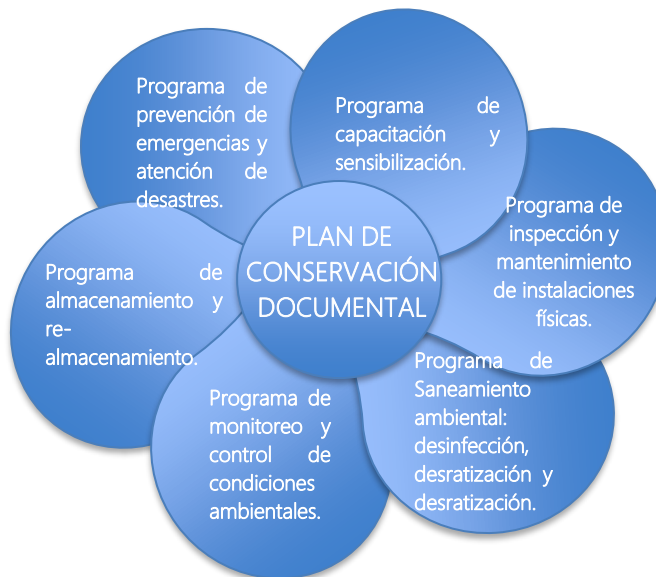 Programa de
prevención de
emergencias y
atención de
desastres.
Programa de
capacitación y
sensibilización.
Programa de
inspección y
mantenimiento
de instalaciones
físicas.
PLAN DE
CONSERVACIÓN
DOCUMENTAL
Programa de
almacenamiento y
re-
almacenamiento.
Programa de
Saneamiento
ambiental:
desinfección,
desratización y
desratización.
Programa de
monitoreo y
control de
condiciones
ambientales.